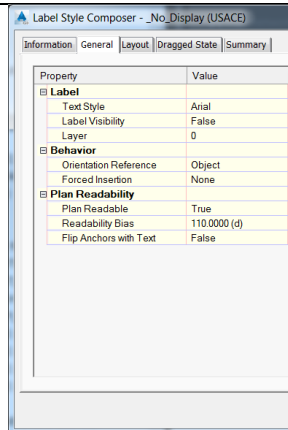 Label Style Composer - _No_Display (USACE)
Information General Layout Dragged State Summary
Property Value
Label
Text Style Arial
Label Visibility False
Layer 0
Behavior
Orientation Reference Object
Forced Insertion None
Plan Readability
Plan Readable True
Readability Bias 110.0000 (d)
Flip Anchors with Text False